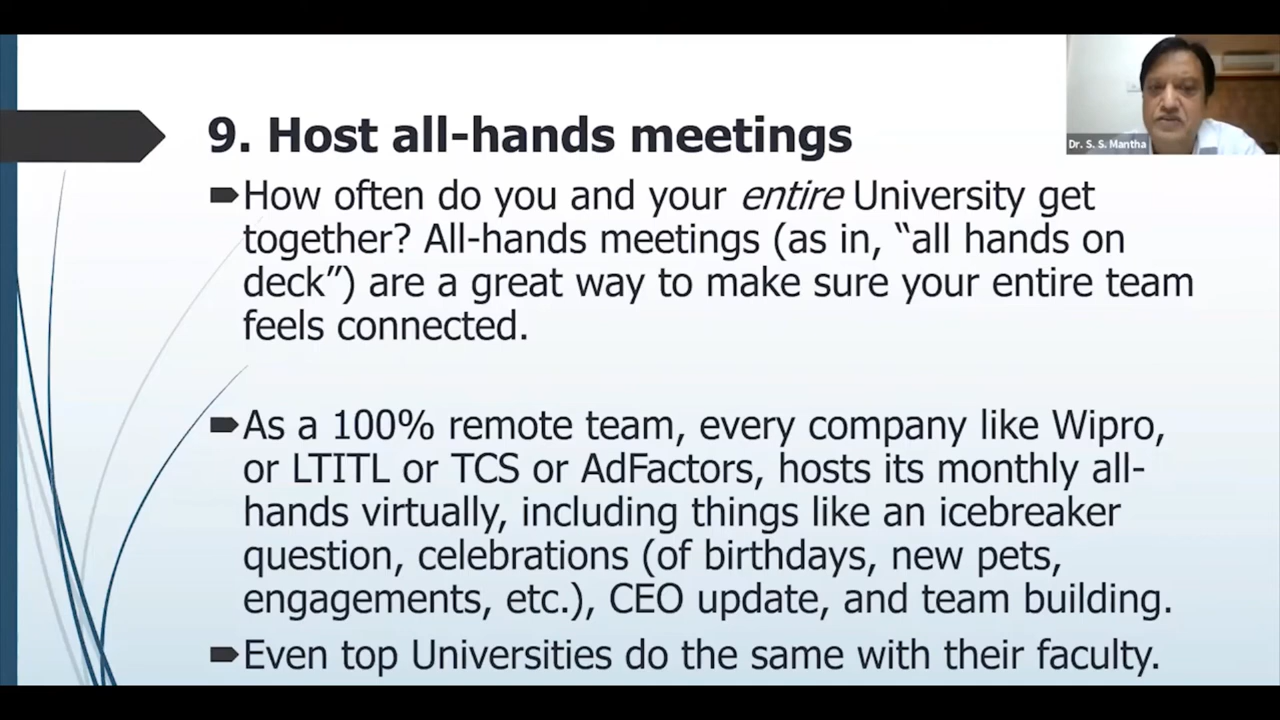 9. Host all-hands meetings
Dr. S. S. Mantha
How often do you and your entire University get
together? All-hands meetings (as in, “all hands on
deck”) are a great way to make sure your entire team
feels connected.
As a 100% remote team, every company like Wipro,
or LTITL or TCS or AdFactors, hosts its monthly all-
hands virtually, including things like an icebreaker
question, celebrations (of birthdays, new pets,
engagements, etc.), CEO update, and team building.
Even top Universities do the same with their faculty.